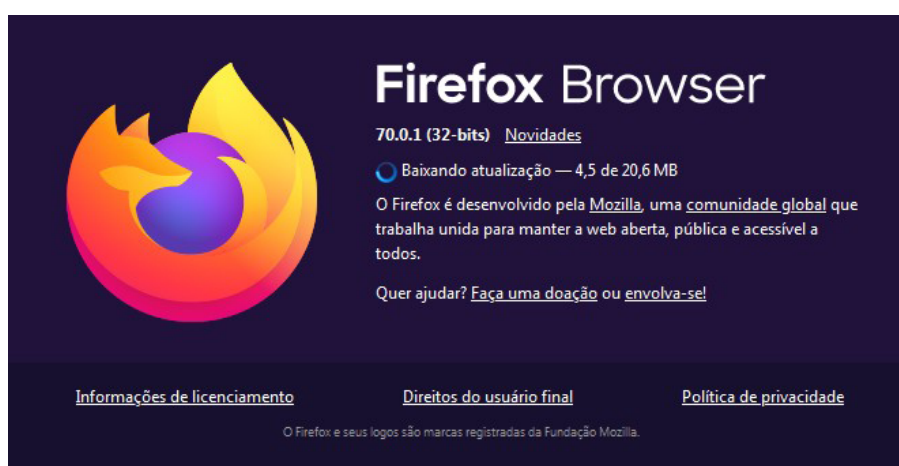 Firefox Browser
70.0.1 (32-bits) Novidades
Baixando atualização — 4,5 de 20,6 MB
O Firefox é desenvolvido pela Mozilla, uma comunidade global que
trabalha unida para manter a web aberta, pública e acessível a
todos.
Quer ajudar? Faça uma doação ou envolva-se!
Informações de licenciamento Direitos do usuário final Política de privacidade
O Firefox e seus logos são marcas registradas da Fundação Mozilla.